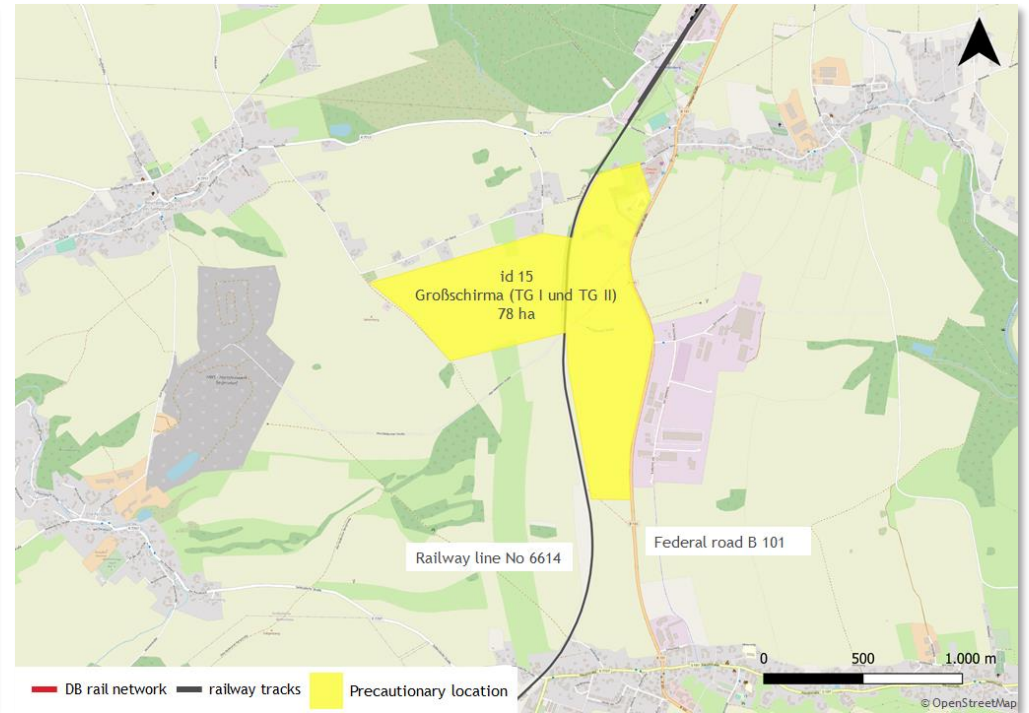 id 15
Großschirma (TG I und TG II)
78 ha
Railway line No 6614
Federal road B 101
0 500 1.000 m
DB rail network railway tracks Precautionary location
© OpenStreetMap